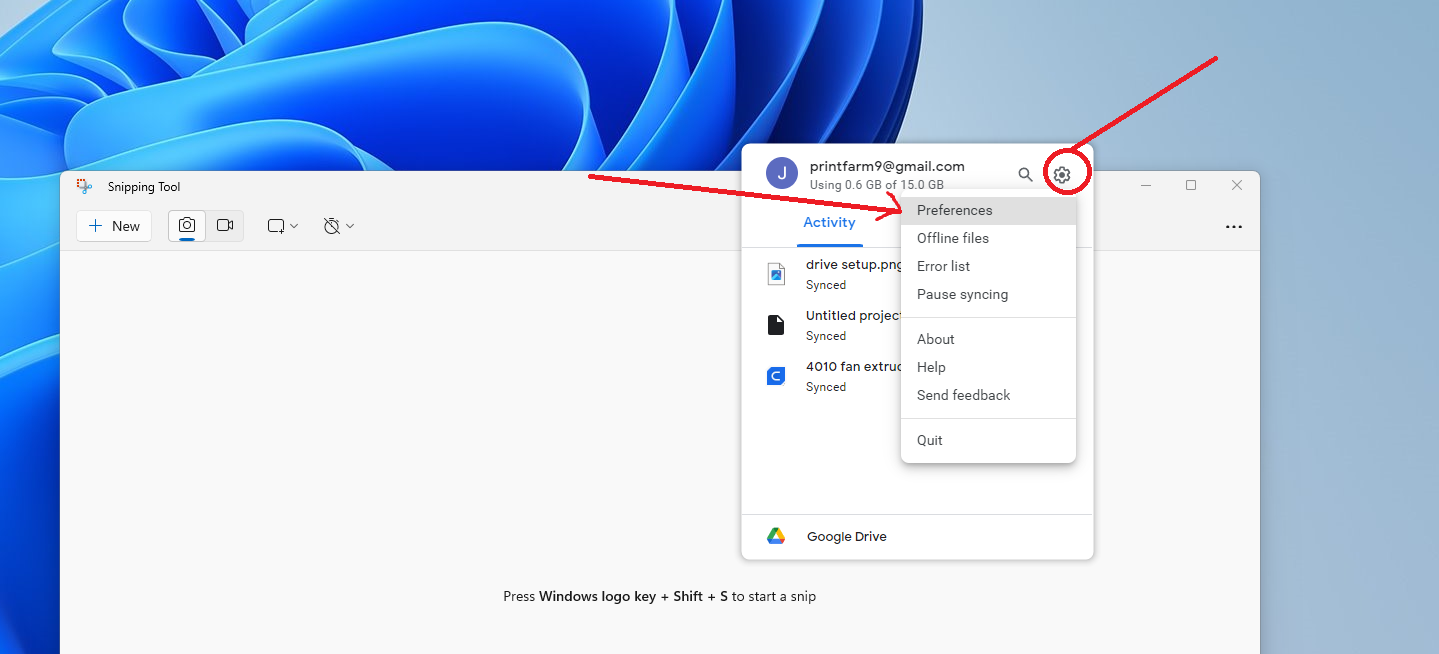 Snipping Tool
New
printfarm9@gmail.com
Using 0.6 GB of 15.0 GB
J
Activity
Preferences
Offline files
Error list
Pause syncing
About
Help
Send feedback
Quit
drive setup.png
Synced
Untitled project
Synced
4010 fan
Synced
Google Drive
Press Windows logo key + Shift + S to start a snip